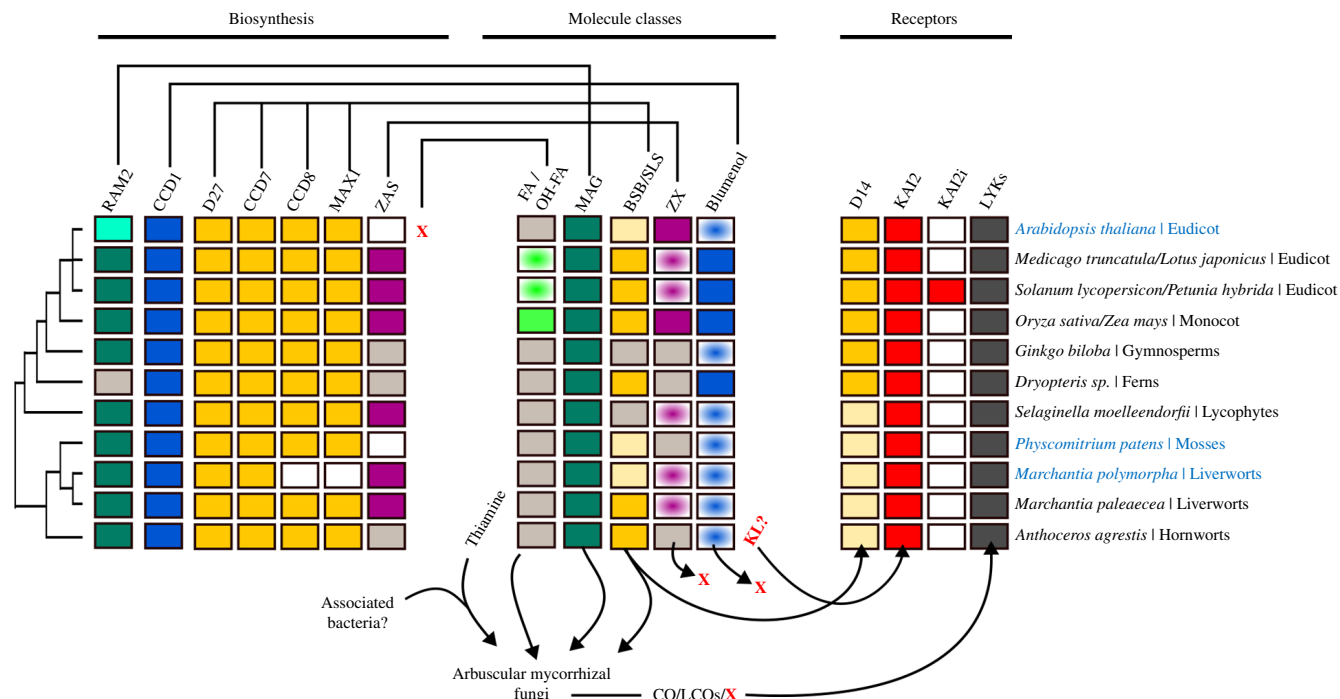 Biosynthesis
Molecule classes
Receptors
RAM2
CCD1
D27
CCD7
CCD8
MAX1
ZAS
FA /
OH-FA
MAG
BSB/SLS
ZX
Blumenol
D14
KAI2
KAI2i
LYKs
X
Arabidopsis thaliana | Eudicot
Medicago truncatula/Lotus japonicus | Eudicot
Solanum lycopersicon/Petunia hybrida | Eudicot
Oryza sativa/Zea mays | Monocot
Ginkgo biloba | Gymnosperms
Dryopteris sp. | Ferns
Selaginella moelleendorfii | Lycophytes
Physcomitrium patens | Mosses
Marchantia polymorpha | Liverworts
Marchantia paleaecea | Liverworts
Anthoceros agrestis | Hornworts
Thiamine
KL?
X
X
Associated
bacteria?
Arbuscular mycorrhizal
fungi
CO/LCOs/X